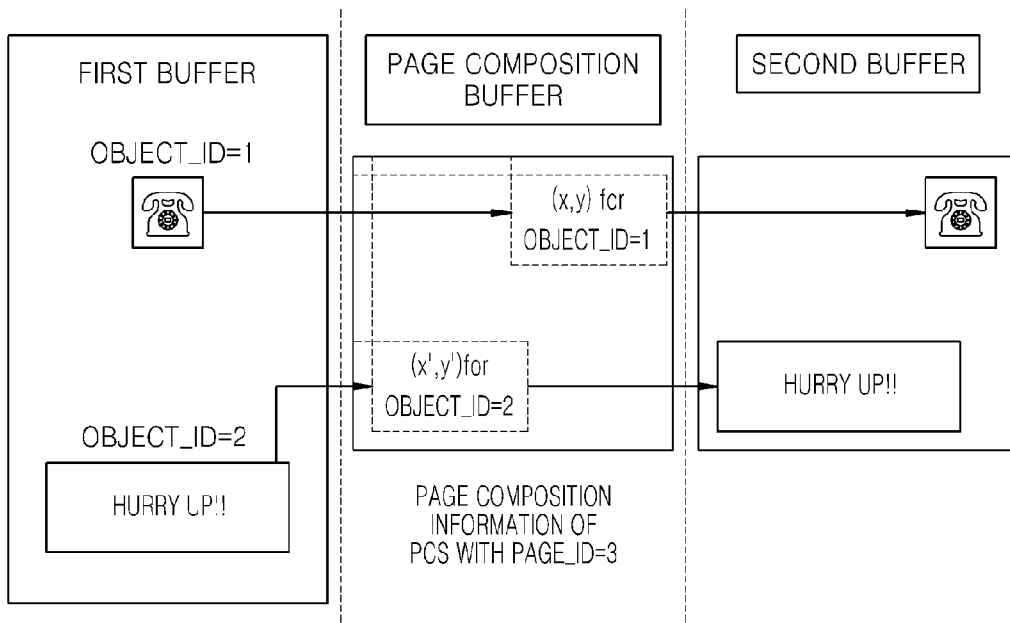 FIRST BUFFER
OBJECT_ID=1
OBJECT_ID=2
HURRY UP!!
PAGE COMPOSITION
BUFFER
(x,y) for
OBJECT_ID=1
(x',y')for
OBJECT_ID=2
PAGE COMPOSITION
INFORMATION OF
PCS WITH PAGE_ID=3
SECOND BUFFER
HURRY UP!!